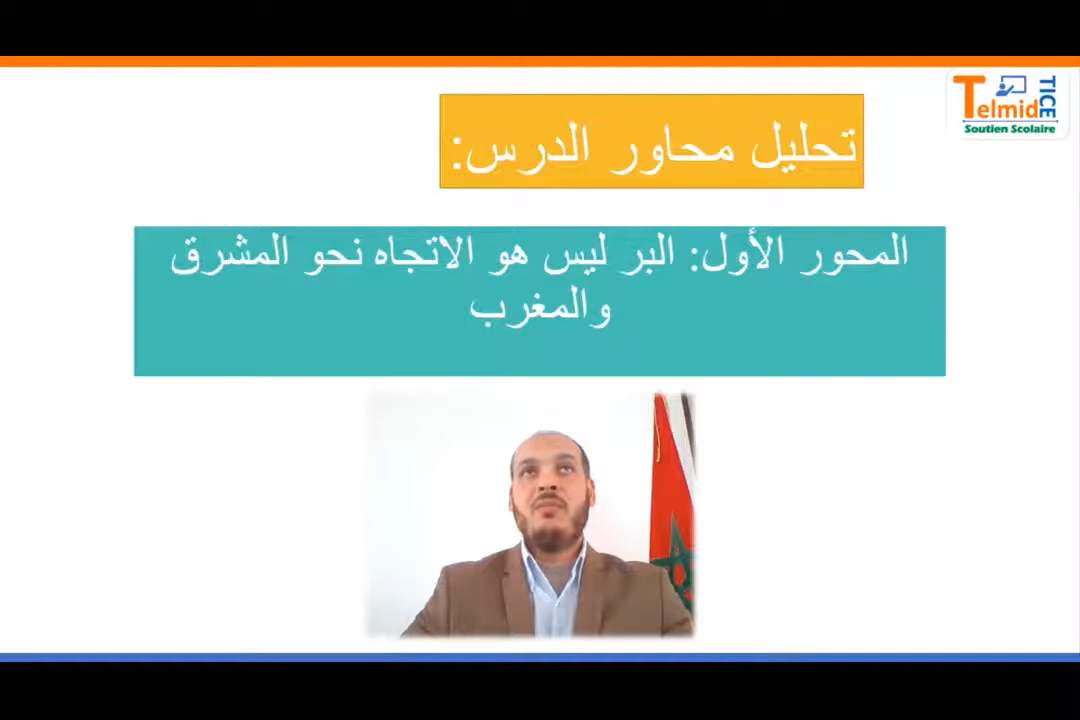 Telmid TICE
Soutien Scolaire
تحليل محاور الدرس:
المحور الأول: البر ليس هو الاتجاه نحو المشرق
والمغرب